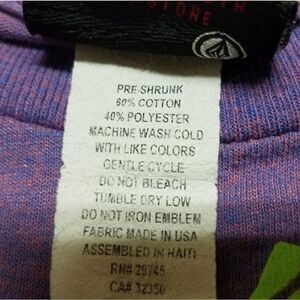 STONE
PRE-SHRUNK
60% COTTON
40% POLYESTER
MACHINE WASH COLD
WITH LIKE COLORS
GENTLE CYCLE
DO NOT BLEACH
TUMBLE DRY LOW
DO NOT IRON EMBLEM
FABRIC MADE IN USA
ASSEMBLED IN HAITI
RN# 29745
CA# 32350